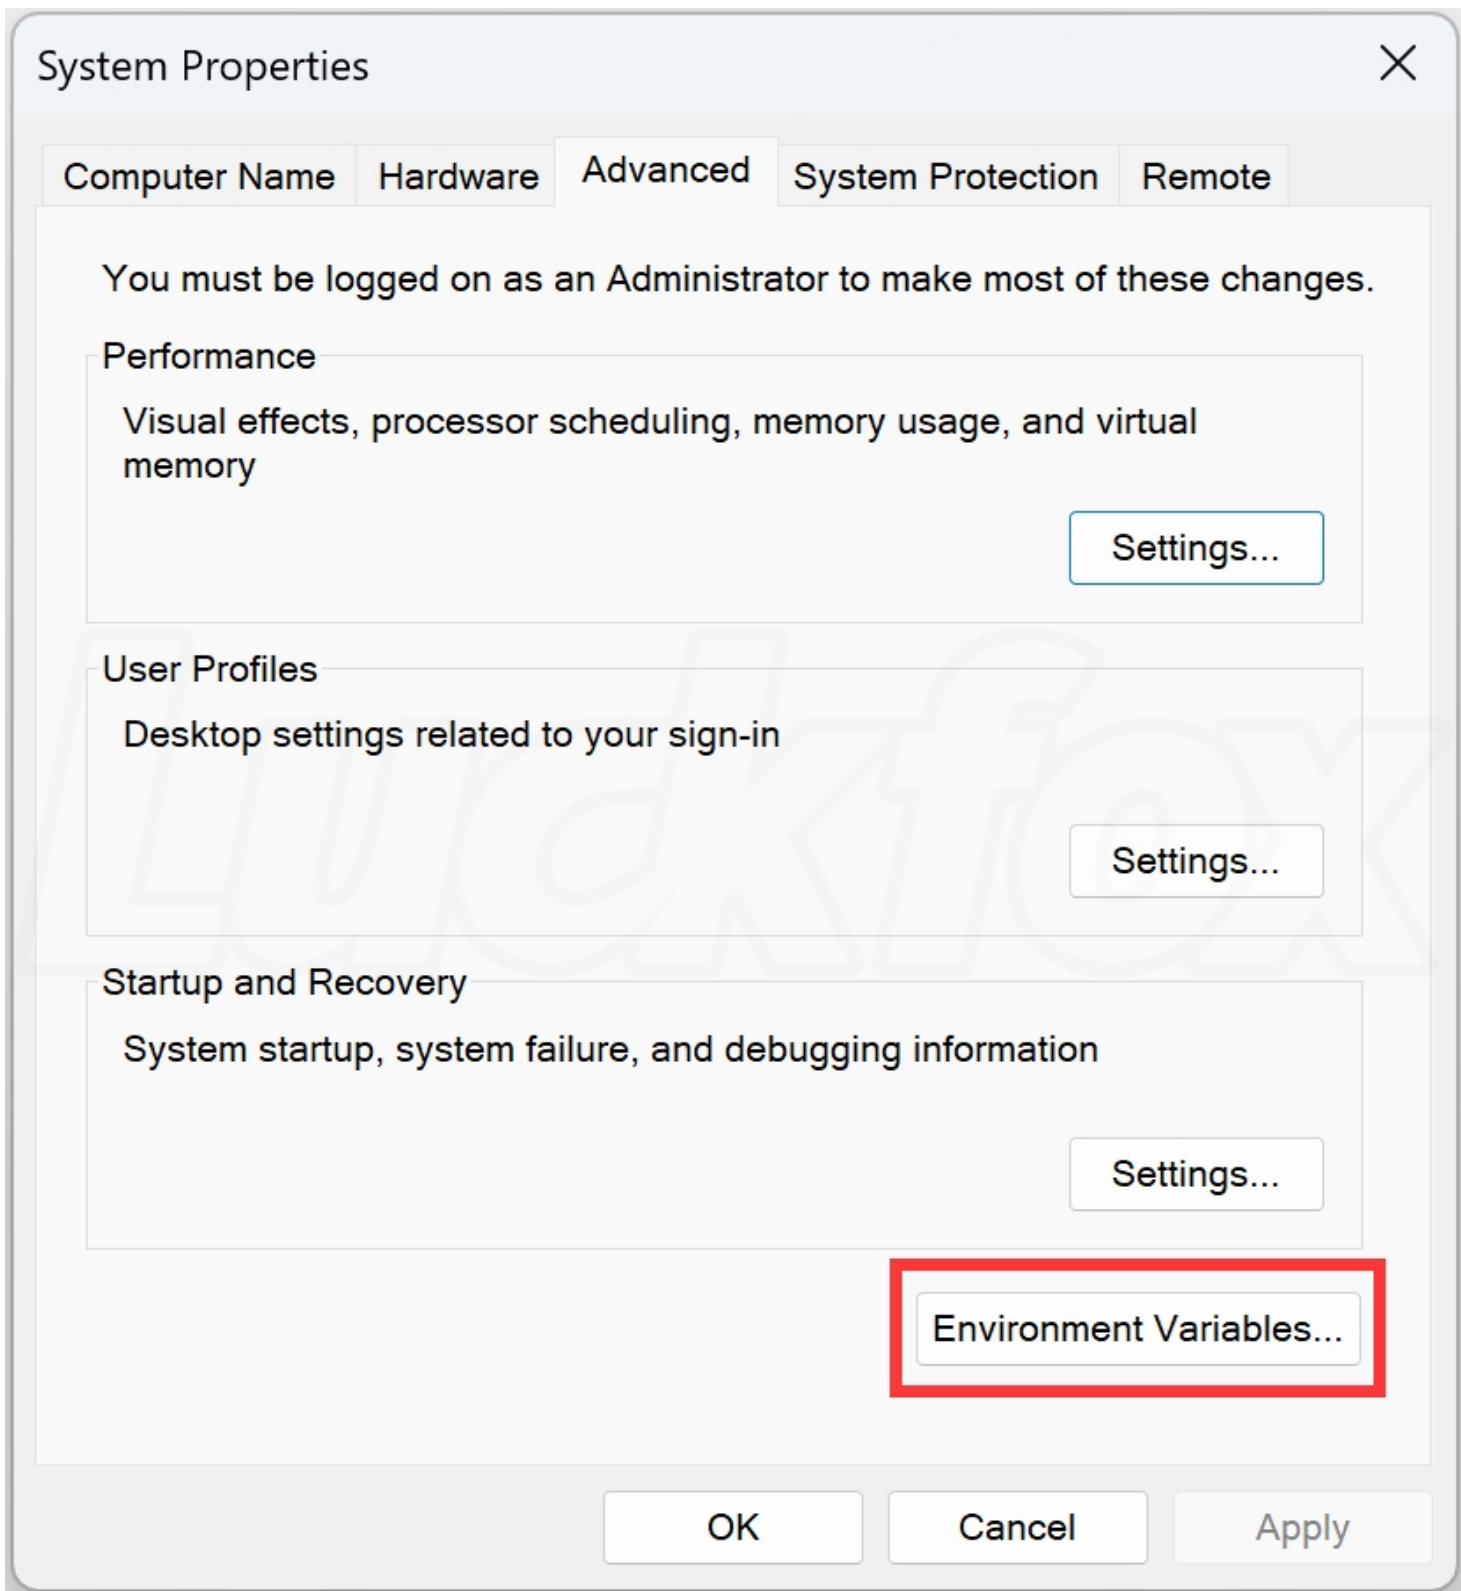 System Properties
Computer Name Hardware Advanced System Protection Remote
You must be logged on as an Administrator to make most of these changes.
Performance
Visual effects, processor scheduling, memory usage, and virtual
memory
Settings...
User Profiles
Desktop settings related to your sign-in
Settings...
Startup and Recovery
System startup, system failure, and debugging information
Settings...
Environment Variables...
OK Cancel Apply
Luckfox